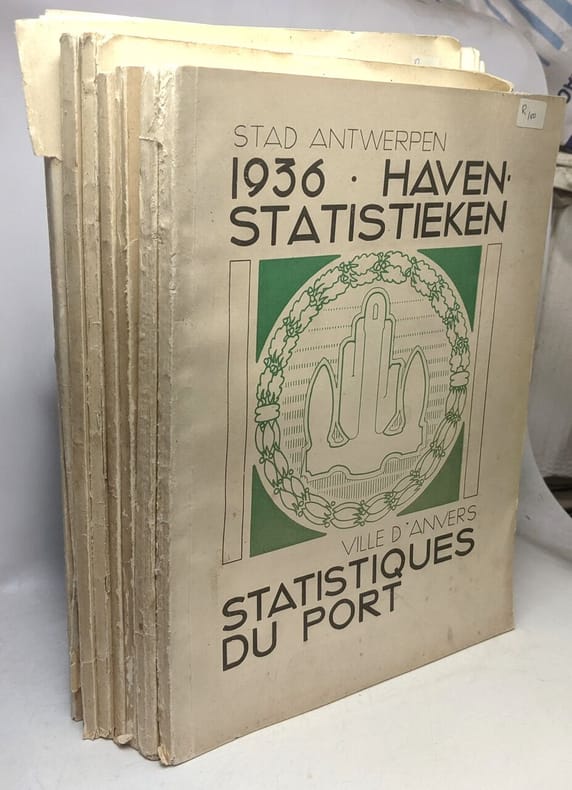 STAD ANTWERPEN
1936 · HAVEN-
STATISTIEKEN
VILLE D'ANVERS
STATISTIQUES
DU PORT